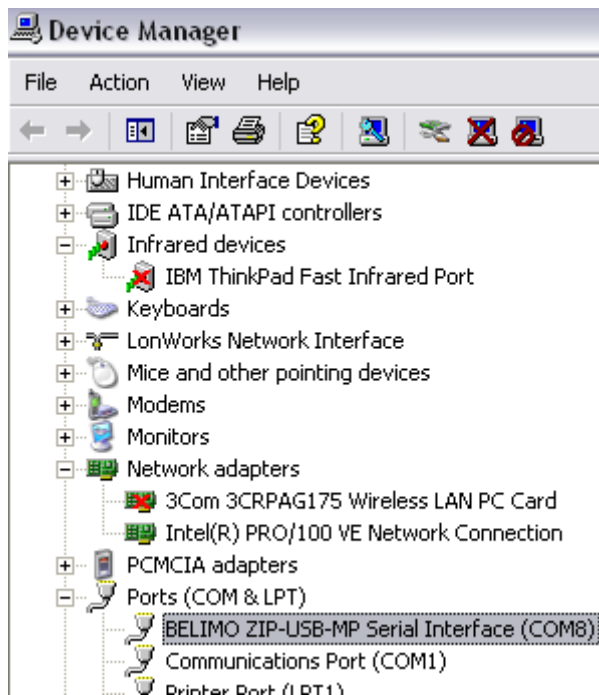 Device Manager
File Action View Help
Human Interface Devices
IDE ATA/ATAPI controllers
Infrared devices
IBM ThinkPad Fast Infrared Port
Keyboards
LonWorks Network Interface
Mice and other pointing devices
Modems
Monitors
Network adapters
3Com 3CRPAG175 Wireless LAN PC Card
Intel(R) PRO/100 VE Network Connection
PCMCIA adapters
Ports (COM & LPT)
BELIMO ZIP-USB-MP Serial Interface (COM8)
Communications Port (COM1)
Printer Port (LPT1)